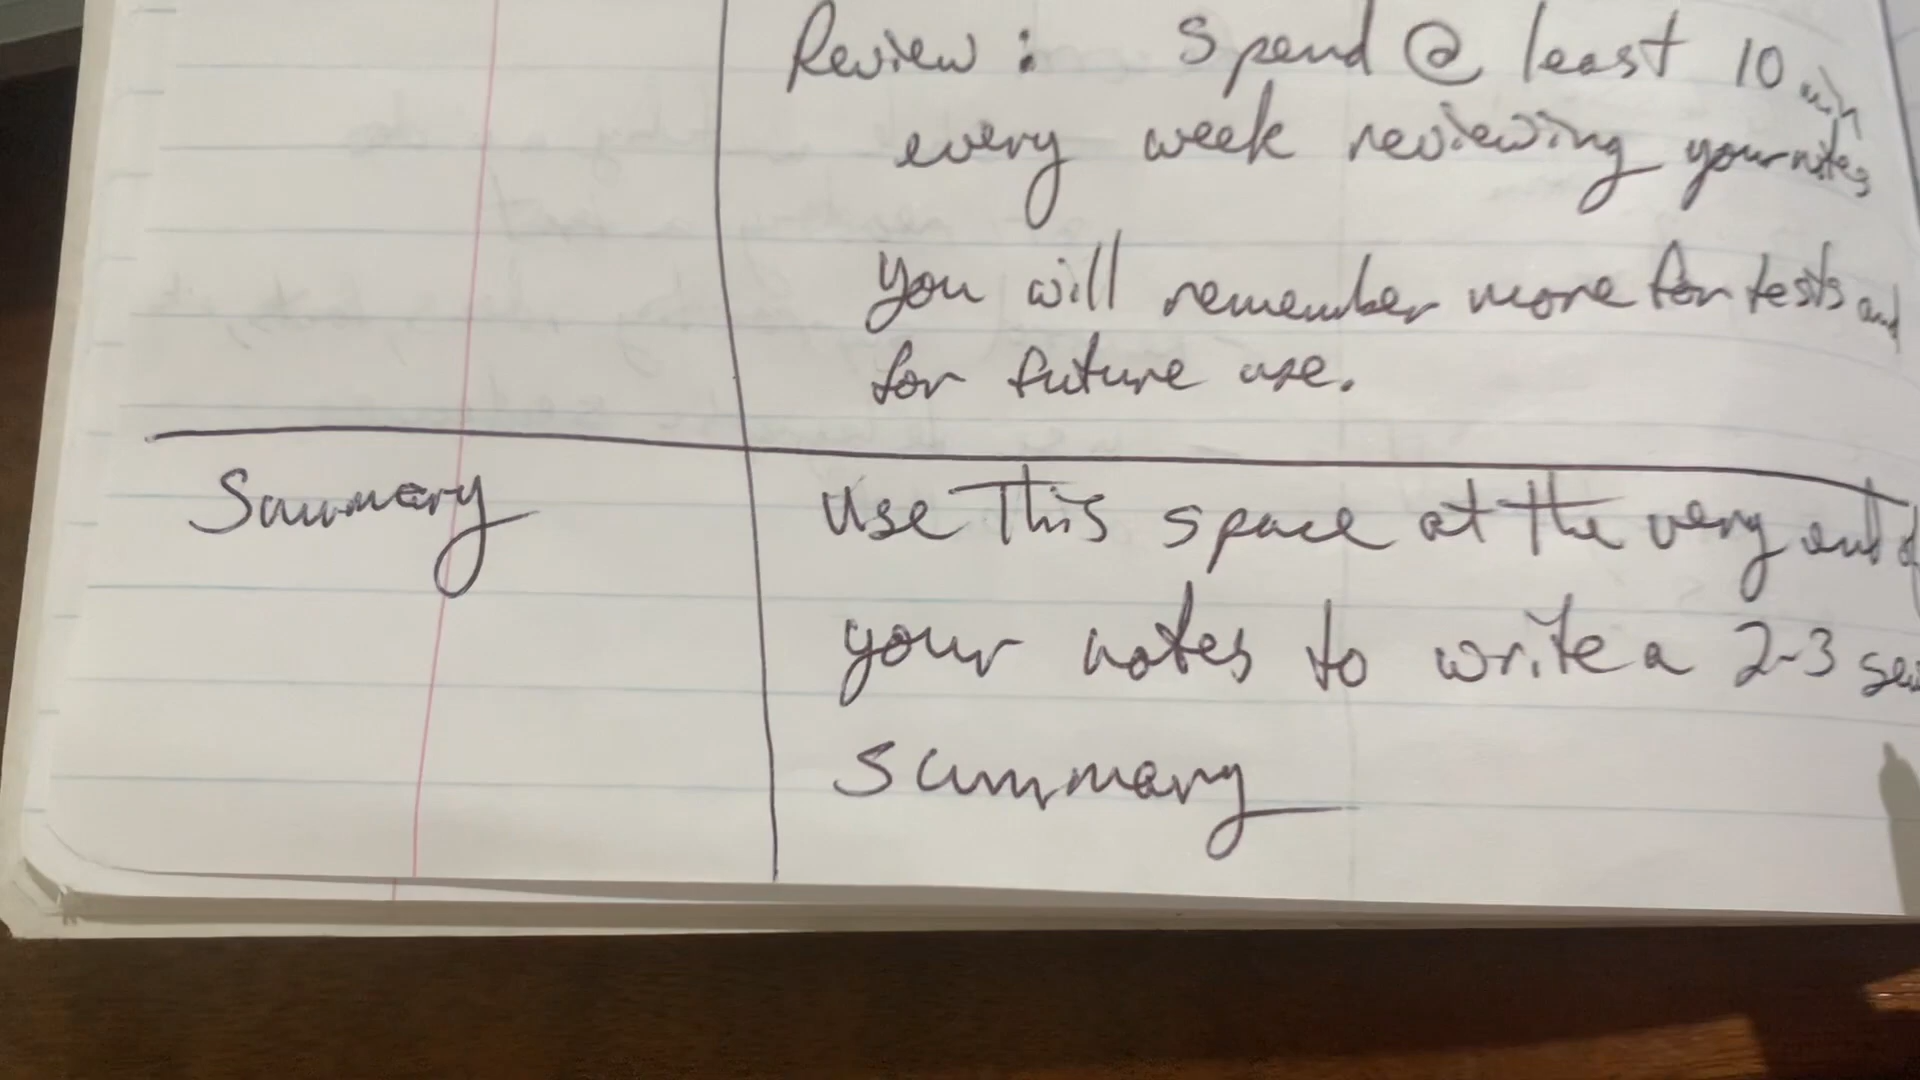 Review: Spend @ least 10 min
every week reviewing your notes
you will remember more for tests and
for future use.
Summary
Use This space at the very end of
your notes to write a 2-3
summary